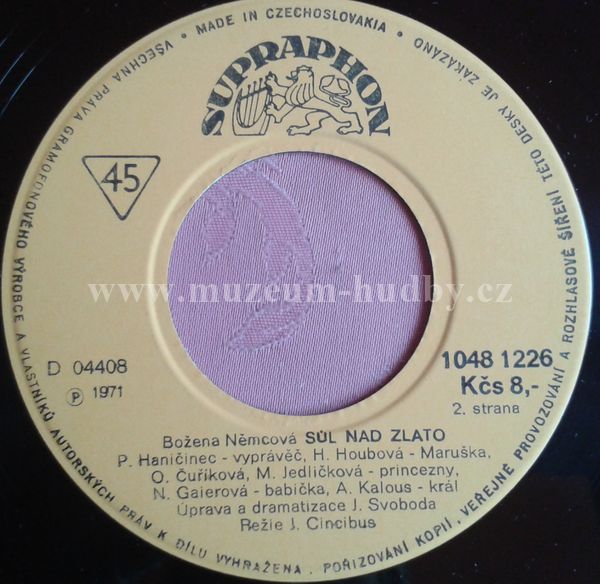 VŠECHNA PRÁVA GRAMOFONOVÉHO VÝROBCE A VLASTNÍKŮ AUTORSKÝCH PRÁV K DÍLU VYHRAŽENA . POŘIZOVÁNÍ KOPIÍ , VEŘEJNÉ PROVOZOVÁNÍ A ROZHLASOVÉ ŠÍŘENÍ TÉTO DESKY JE ZAKÁZÁNO
• MADE IN CZECHOSLOVAKIA •
SUPRAPHON
45
www.muzeum-hudby.cz
D 04408
Ⓟ 1971
1048 1226
Kčs 8,-
2. strana
Božena Němcová SŮL NAD ZLATO
P. Haničinec - vyprávěč, H. Houbová - Maruška,
O. Čuříková, M. Jedličková - princezny,
N. Gaierová - babička, A. Kalous - král
Úprava a dramatizace J. Svoboda
Režie J. Cincibus